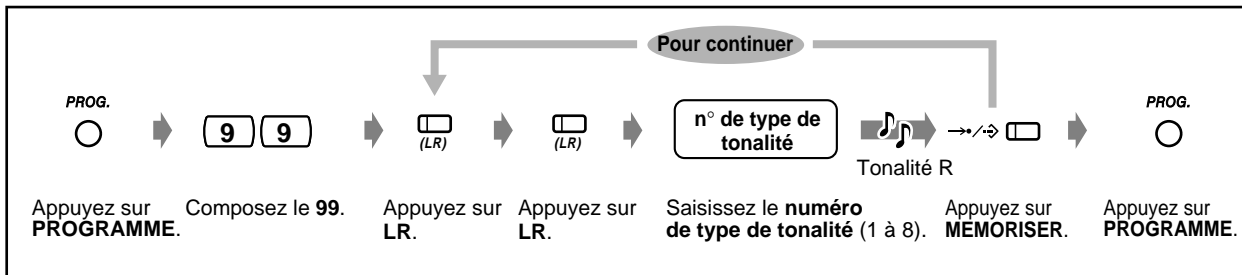 Pour continuer
PROG.
9 9
(LR)
(LR)
n° de type de
tonalité
Tonalité R
PROG.
Appuyez sur
PROGRAMME.
Composez le 99.
Appuyez sur
LR.
Appuyez sur
LR.
Saisissez le numéro
de type de tonalité (1 à 8).
Appuyez sur
MEMORISER.
Appuyez sur
PROGRAMME.